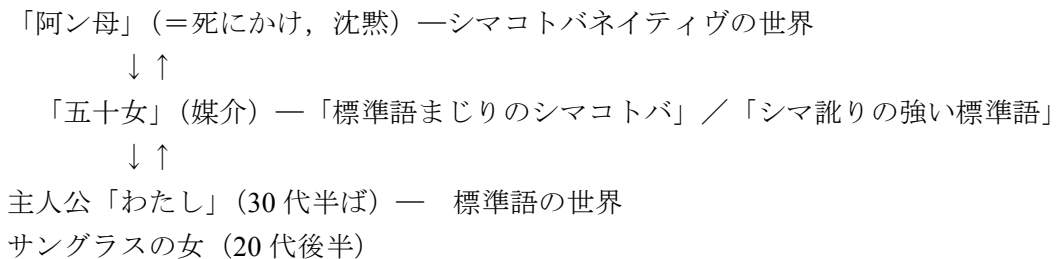 「阿ン母」（＝死にかけ，沈黙）―シマコトバネイティヴの世界
↓ ↑
「五十女」（媒介）―「標準語まじりのシマコトバ」／「シマ訛りの強い標準語」
↓ ↑
主人公「わたし」（30 代半ば）― 標準語の世界
サングラスの女（20 代後半）